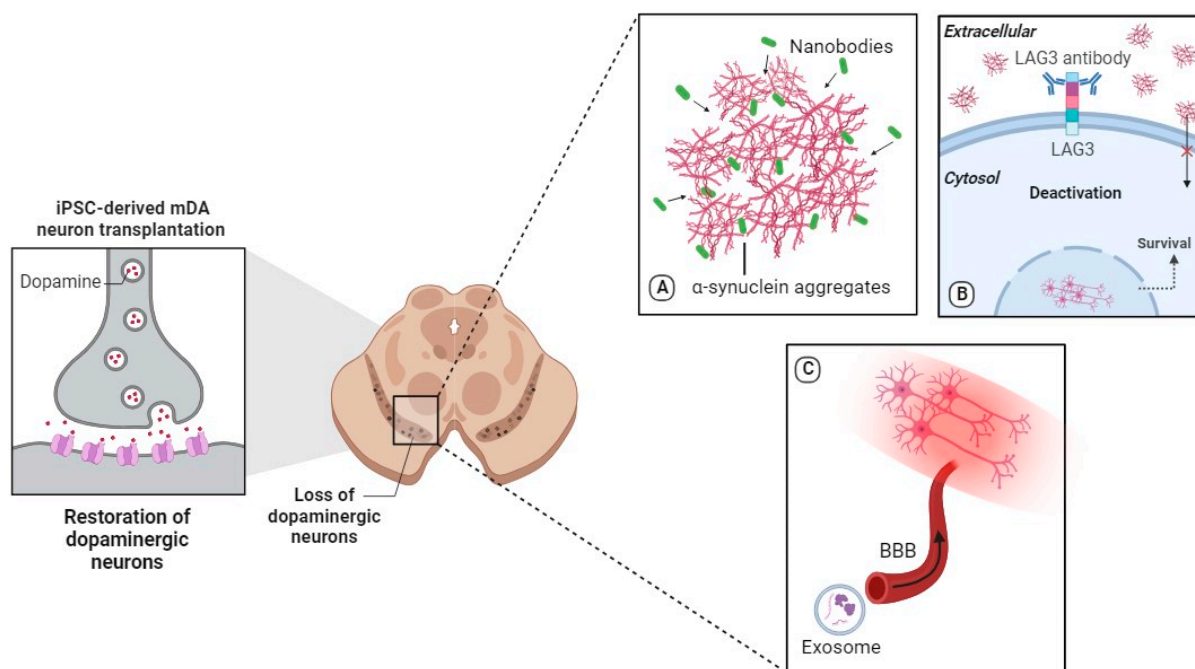 iPSC-derived mDA
neuron transplantation
Dopamine
Restoration of
dopaminergic
neurons
Loss of
dopaminergic
neurons
Nanobodies
A
α-synuclein aggregates
Extracellular
LAG3 antibody
LAG3
Cytosol
Deactivation
Survival
B
C
BBB
Exosome